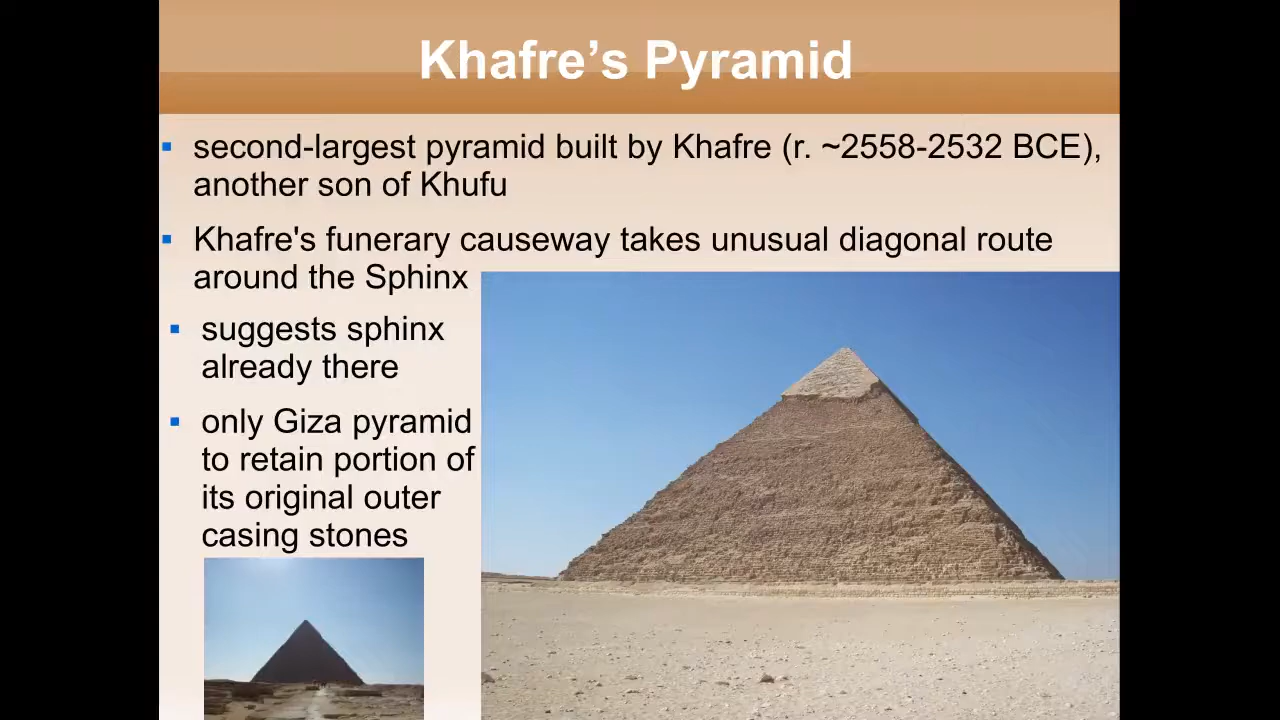 Khafre’s Pyramid
▪ second-largest pyramid built by Khafre (r. ~2558-2532 BCE),
another son of Khufu
▪ Khafre's funerary causeway takes unusual diagonal route
around the Sphinx
▪ suggests sphinx
already there
▪ only Giza pyramid
to retain portion of
its original outer
casing stones